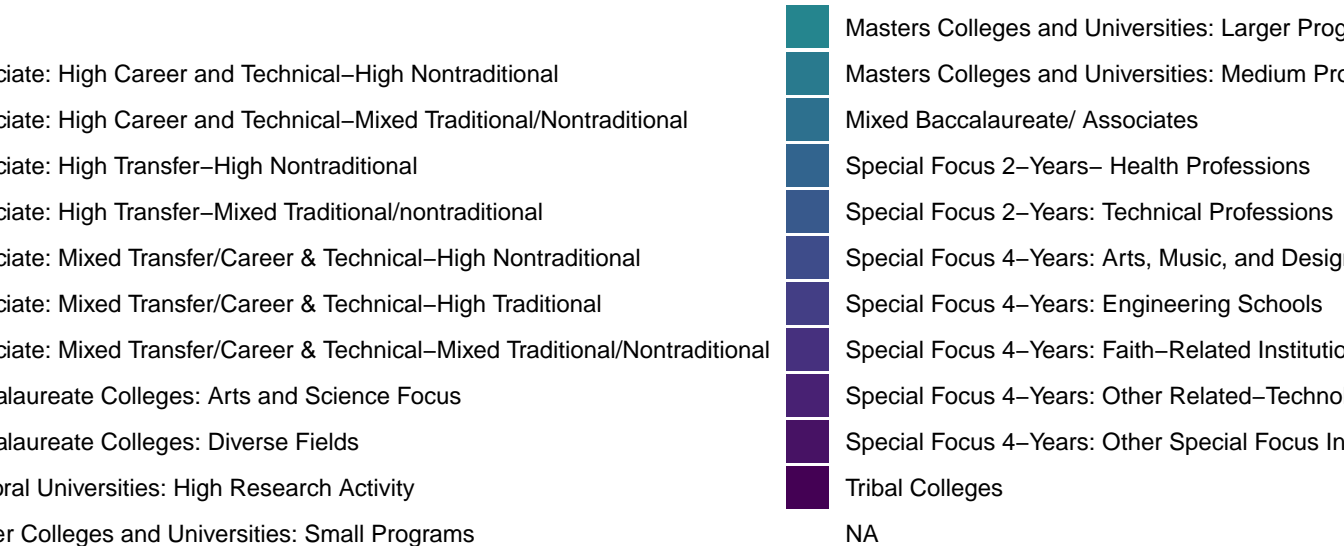 ciate: High Career and Technical–High Nontraditional
ciate: High Career and Technical–Mixed Traditional/Nontraditional
ciate: High Transfer–High Nontraditional
ciate: High Transfer–Mixed Traditional/nontraditional
ciate: Mixed Transfer/Career & Technical–High Nontraditional
ciate: Mixed Transfer/Career & Technical–High Traditional
ciate: Mixed Transfer/Career & Technical–Mixed Traditional/Nontraditional
alaureate Colleges: Arts and Science Focus
alaureate Colleges: Diverse Fields
oral Universities: High Research Activity
er Colleges and Universities: Small Programs
Masters Colleges and Universities: Larger Prog
Masters Colleges and Universities: Medium Pro
Mixed Baccalaureate/ Associates
Special Focus 2–Years– Health Professions
Special Focus 2–Years: Technical Professions
Special Focus 4–Years: Arts, Music, and Desig
Special Focus 4–Years: Engineering Schools
Special Focus 4–Years: Faith–Related Institutio
Special Focus 4–Years: Other Related–Techno
Special Focus 4–Years: Other Special Focus In
Tribal Colleges
NA